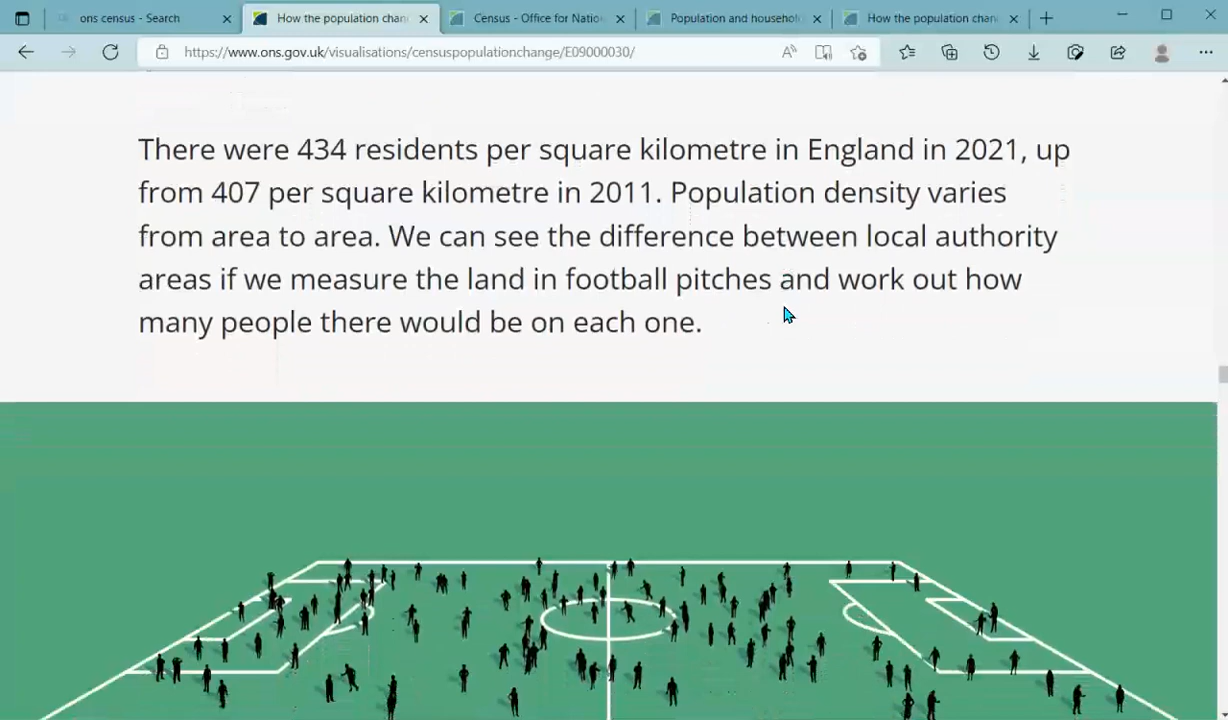 ons census - Search
How the population chan
Census - Office for Natio
Population and househol
How the population chan
https://www.ons.gov.uk/visualisations/censuspopulationchange/E09000030/
There were 434 residents per square kilometre in England in 2021, up
from 407 per square kilometre in 2011. Population density varies
from area to area. We can see the difference between local authority
areas if we measure the land in football pitches and work out how
many people there would be on each one.